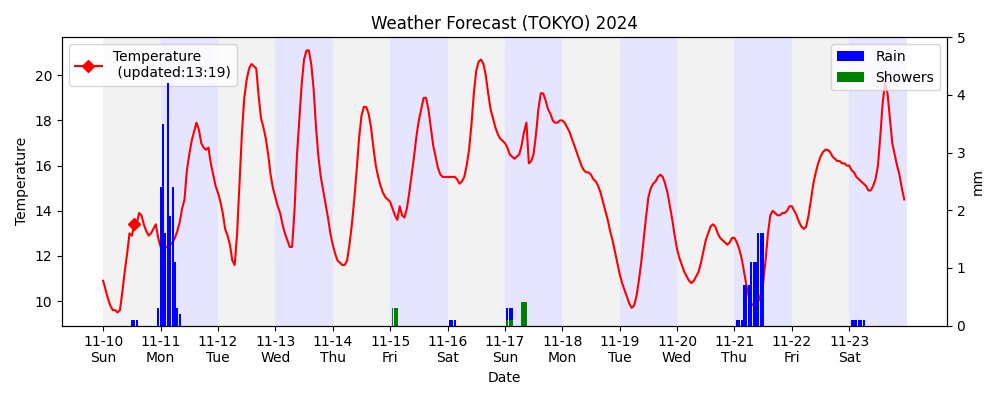 Weather Forecast (TOKYO) 2024
Temperature
(updated:13:19)
Rain
Showers
Temperature
20
18
16
14
12
10
5
4
3
2
1
0
mm
11-10 11-11 11-12 11-13 11-14 11-15 11-16 11-17 11-18 11-19 11-20 11-21 11-22 11-23
Sun Mon Tue Wed Thu Fri Sat Sun Mon Tue Wed Thu Fri Sat
Date